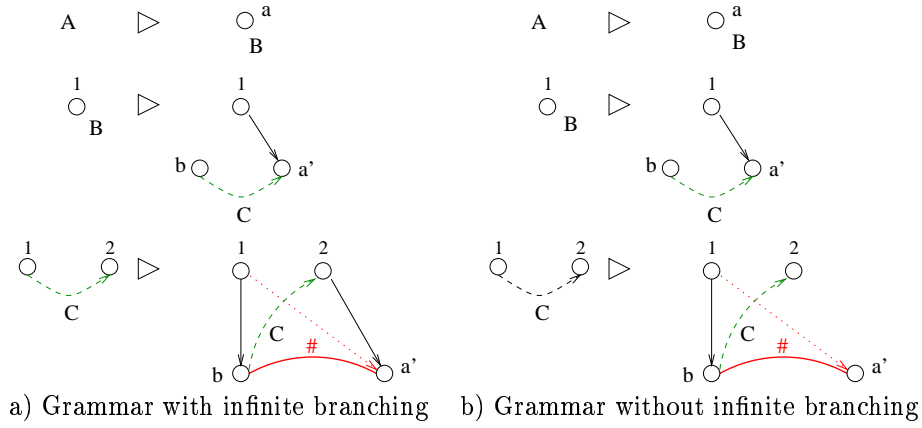 A a B A a B
1 B 1 b a' C 1 B 1 b a' C
1 2 C 1 2 C # b a' 1 2 C 1 2 C # b a'
a) Grammar with infinite branching b) Grammar without infinite branching